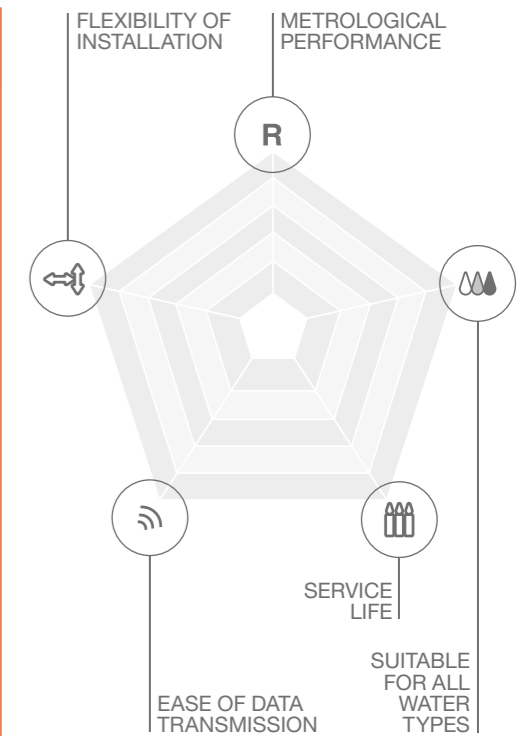 FLEXIBILITY OF
INSTALLATION
METROLOGICAL
PERFORMANCE
R
SERVICE
LIFE
SUITABLE
FOR ALL
WATER
TYPES
EASE OF DATA
TRANSMISSION